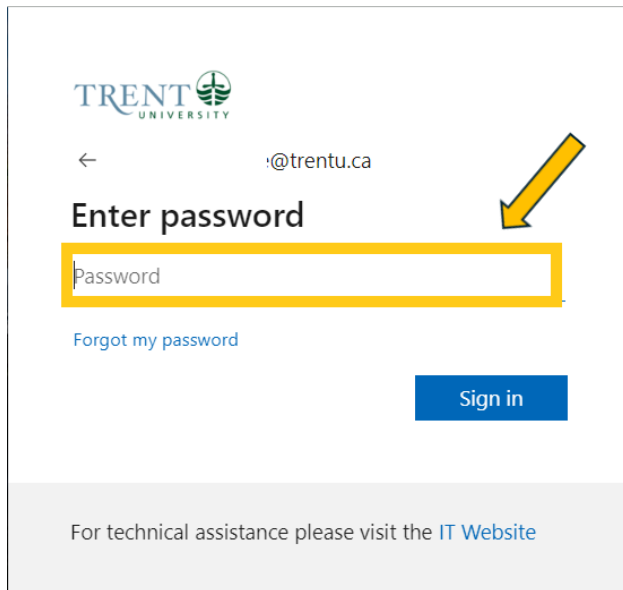 TRENT
UNIVERSITY
@trentu.ca
Enter password
Password
Forgot my password
Sign in
For technical assistance please visit the IT Website